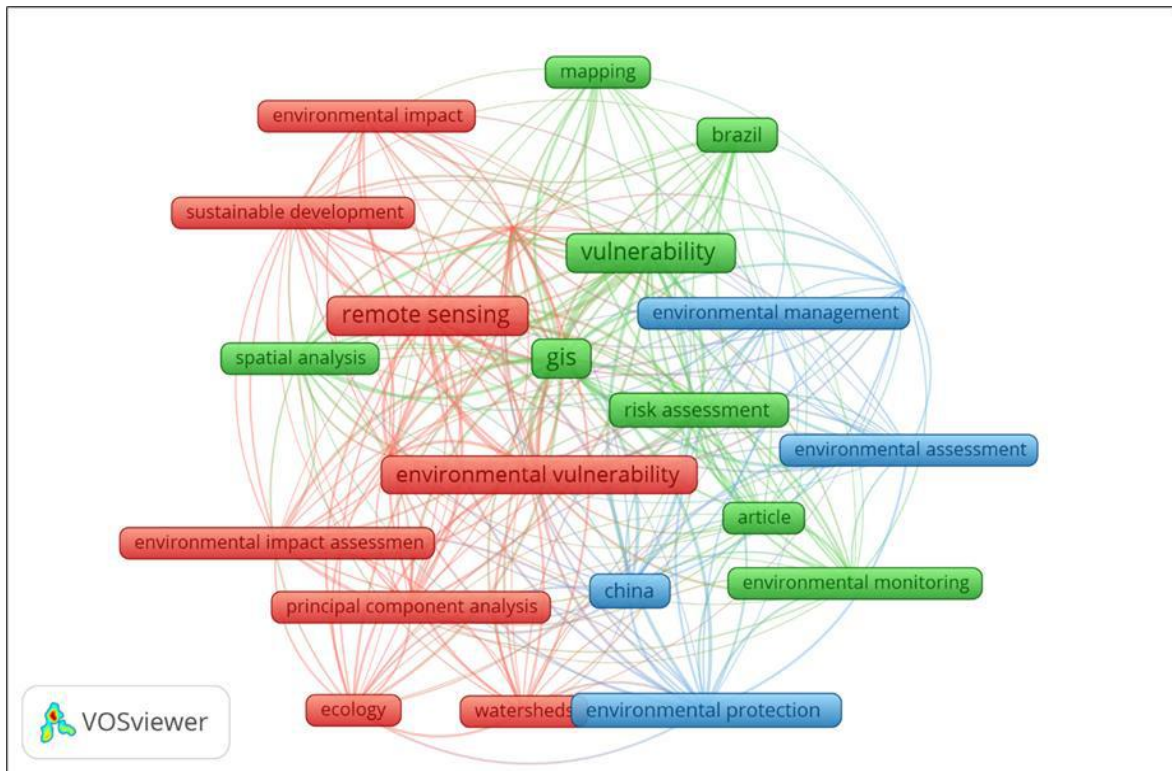 mapping
environmental impact
brazil
sustainable development
vulnerability
remote sensing
environmental management
spatial analysis
gis
risk assessment
environmental assessment
environmental vulnerability
article
environmental impact assessmen
environmental monitoring
china
principal component analysis
ecology
watersheds
environmental protection
VOSviewer